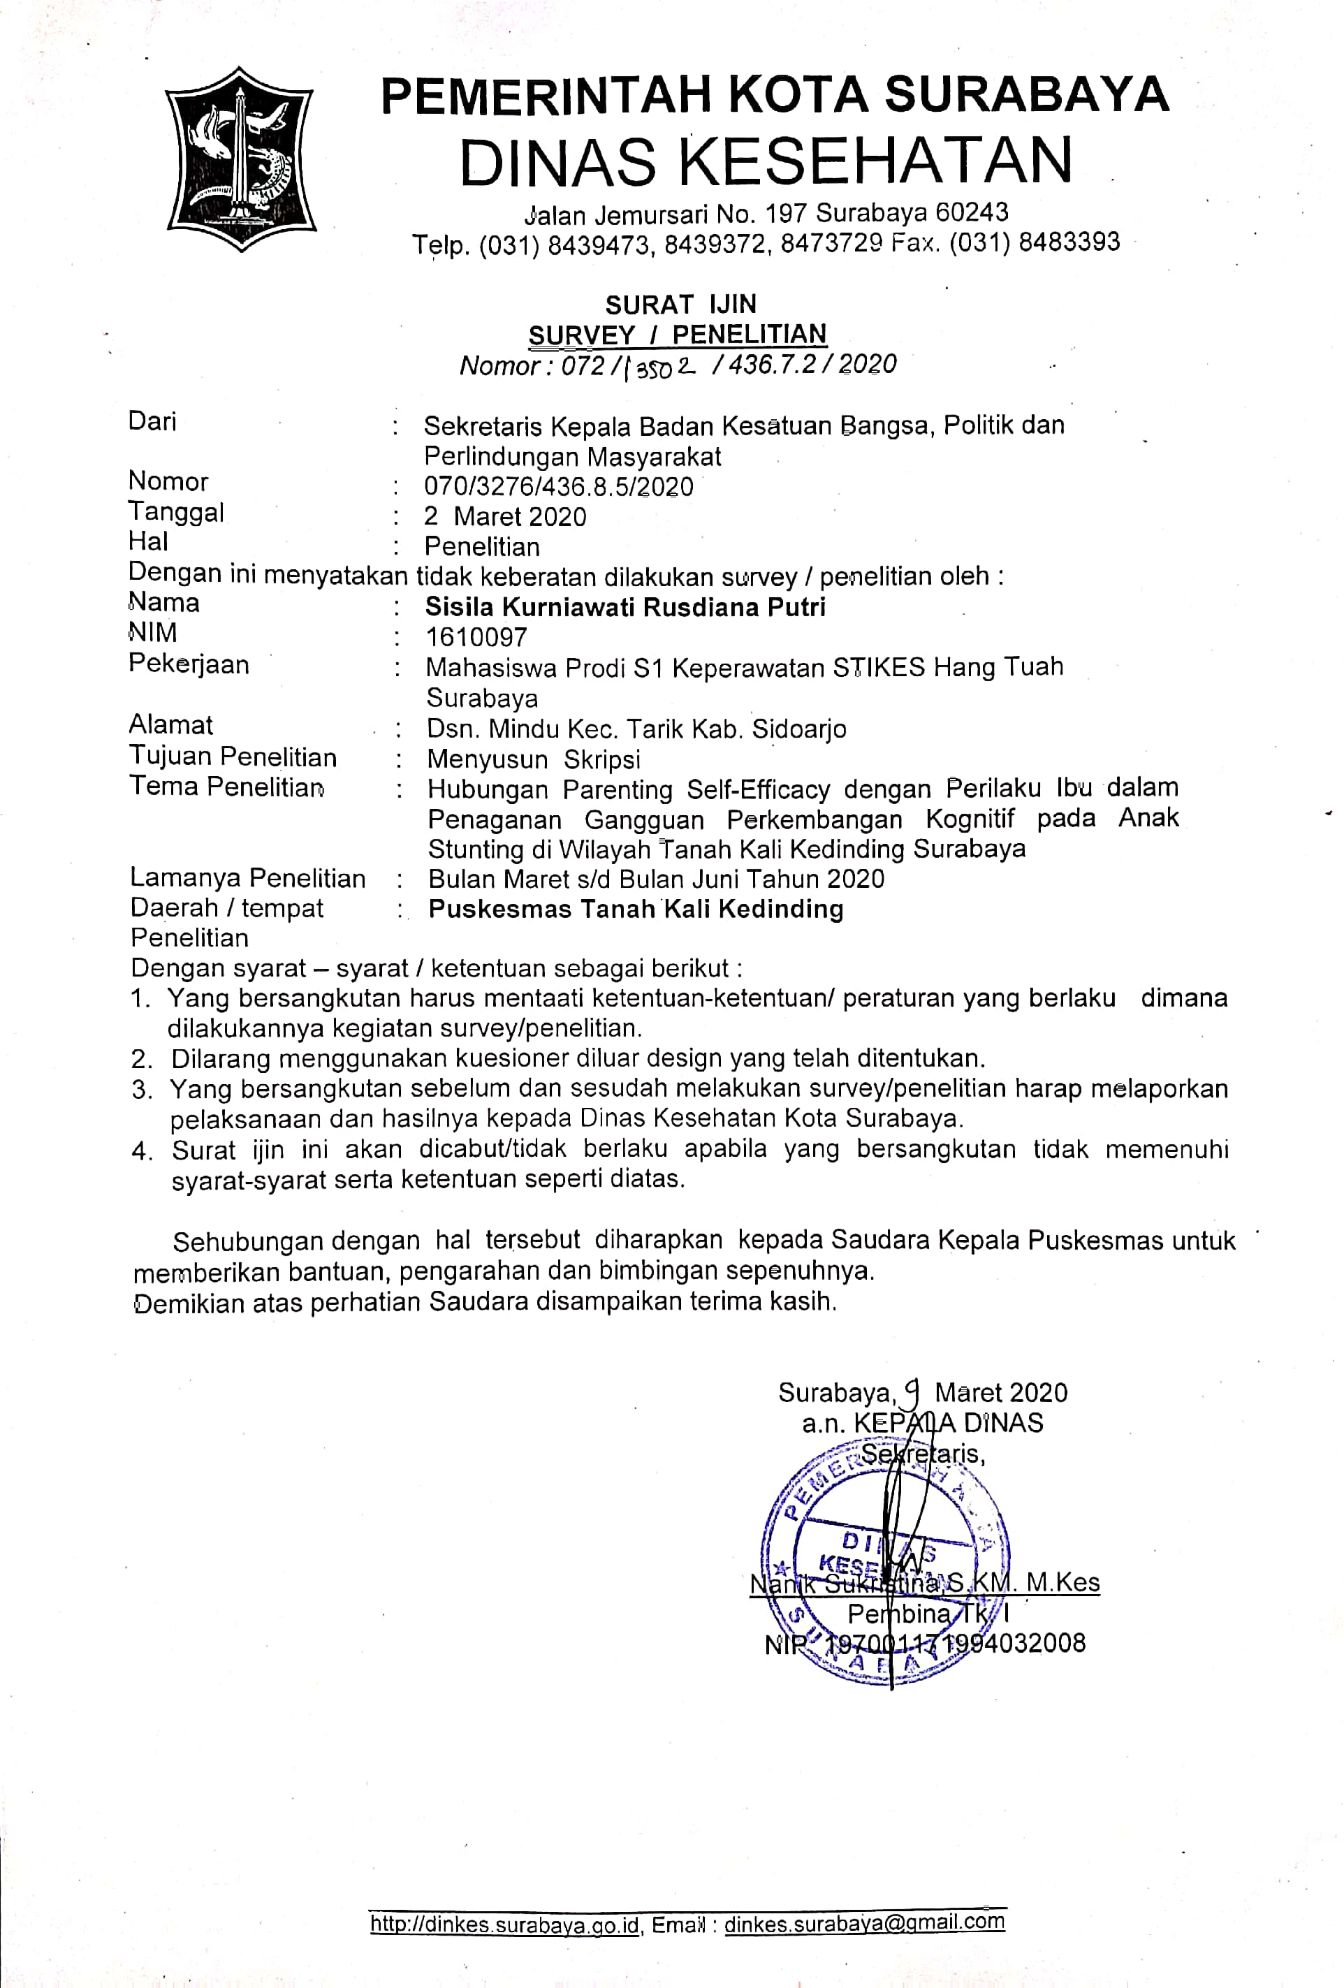 PEMERINTAH KOTA SURABAYA
DINAS KESEHATAN
Jalan Jemursari No. 197 Surabaya 60243
Telp. (031) 8439473, 8439372, 8473729 Fax. (031) 8483393
SURAT IJIN
SURVEY / PENELITIAN
Nomor : 072 / 13502 / 436.7.2 / 2020
Dari : Sekretaris Kepala Badan Kesatuan Bangsa, Politik dan
Perlindungan Masyarakat
Nomor : 070/3276/436.8.5/2020
Tanggal : 2 Maret 2020
Hal : Penelitian
Dengan ini menyatakan tidak keberatan dilakukan survey / penelitian oleh :
Nama : Sisila Kurniawati Rusdiana Putri
NIM : 1610097
Pekerjaan : Mahasiswa Prodi S1 Keperawatan STIKES Hang Tuah
Surabaya
Alamat : Dsn. Mindu Kec. Tarik Kab. Sidoarjo
Tujuan Penelitian : Menyusun Skripsi
Tema Penelitian : Hubungan Parenting Self-Efficacy dengan Perilaku Ibu dalam
Penaganan Gangguan Perkembangan Kognitif pada Anak
Stunting di Wilayah Tanah Kali Kedinding Surabaya
Lamanya Penelitian : Bulan Maret s/d Bulan Juni Tahun 2020
Daerah / tempat : Puskesmas Tanah Kali Kedinding
Penelitian
Dengan syarat – syarat / ketentuan sebagai berikut :
1. Yang bersangkutan harus mentaati ketentuan-ketentuan/ peraturan yang berlaku dimana
dilakukannya kegiatan survey/penelitian.
2. Dilarang menggunakan kuesioner diluar design yang telah ditentukan.
3. Yang bersangkutan sebelum dan sesudah melakukan survey/penelitian harap melaporkan
pelaksanaan dan hasilnya kepada Dinas Kesehatan Kota Surabaya.
4. Surat ijin ini akan dicabut/tidak berlaku apabila yang bersangkutan tidak memenuhi
syarat-syarat serta ketentuan seperti diatas.
Sehubungan dengan hal tersebut diharapkan kepada Saudara Kepala Puskesmas untuk
memberikan bantuan, pengarahan dan bimbingan sepenuhnya.
Demikian atas perhatian Saudara disampaikan terima kasih.
Surabaya, 9 Maret 2020
a.n. KEPALA DINAS
Sekretaris,
PEMERINTAH KOTA
DINAS
KESEHATAN
SURABAYA
Nanik Sukristina,S.KM. M.Kes
Pembina Tk. I
NIP. 197001171994032008
http://dinkes.surabaya.go.id, Email : dinkes.surabaya@gmail.com